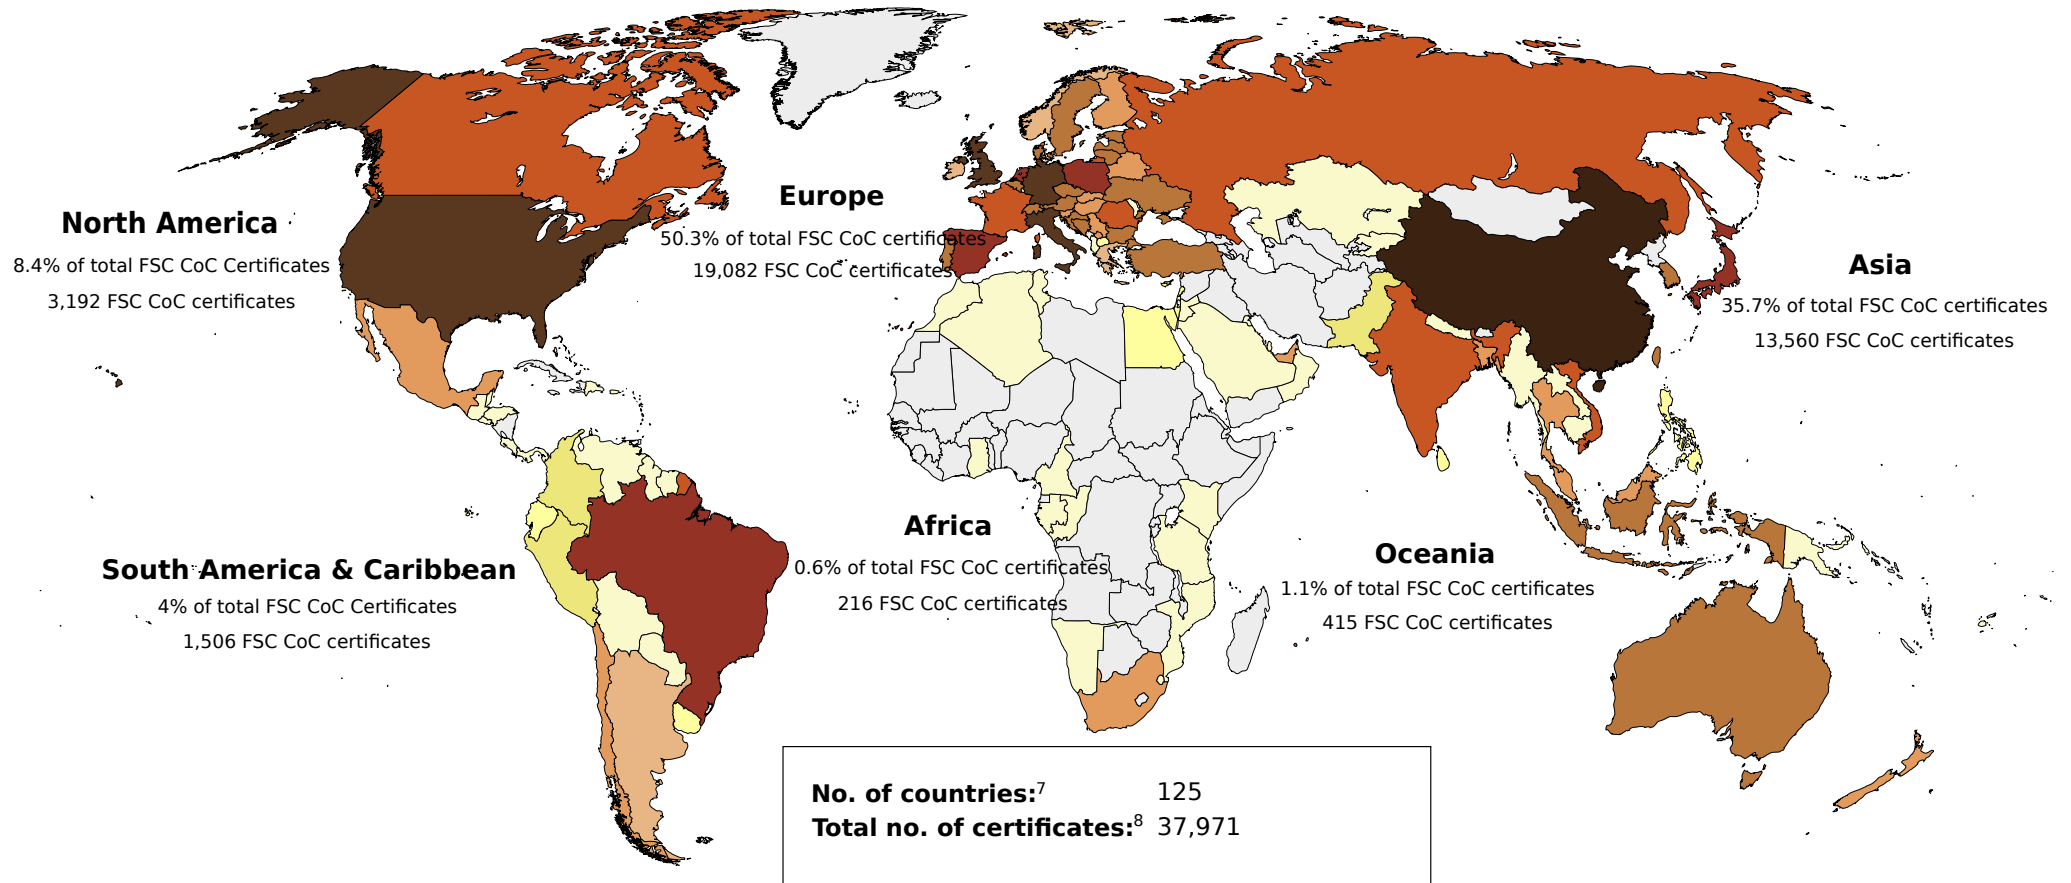 North America
8.4% of total FSC CoC Certificates
3,192 FSC CoC certificates
Europe
50.3% of total FSC CoC certificates
19,082 FSC CoC certificates
Asia
35.7% of total FSC CoC certificates
13,560 FSC CoC certificates
South America & Caribbean
4% of total FSC CoC Certificates
1,506 FSC CoC certificates
Africa
0.6% of total FSC CoC certificates
216 FSC CoC certificates
Oceania
1.1% of total FSC CoC certificates
415 FSC CoC certificates
No. of countries:⁷ 125
Total no. of certificates:⁸ 37,971